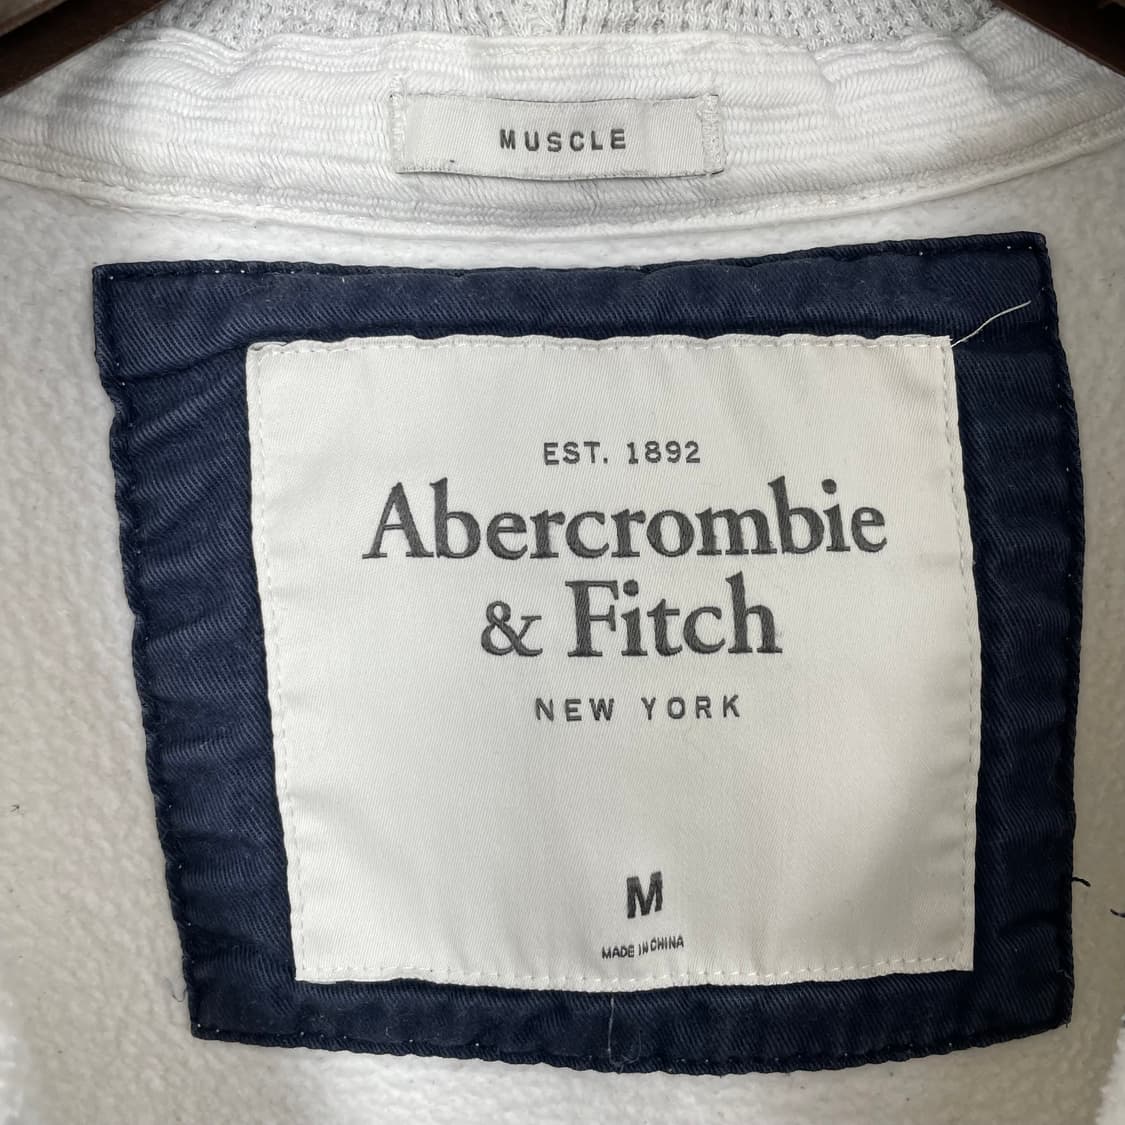 MUSCLE
EST. 1892
Abercrombie
& Fitch
NEW YORK
M
MADE IN CHINA